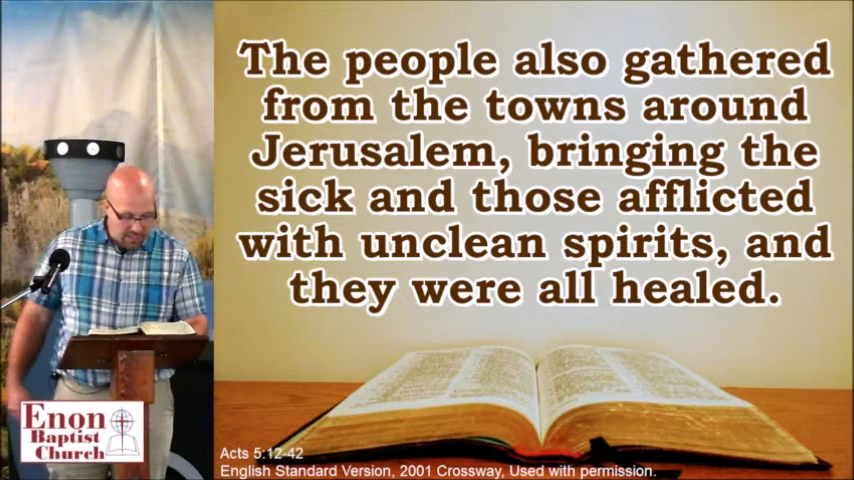 The people also gathered
from the towns around
Jerusalem, bringing the
sick and those afflicted
with unclean spirits, and
they were all healed.
Enon
Baptist
Church
Acts 5:12-42
English Standard Version, 2001 Crossway, Used with permission.